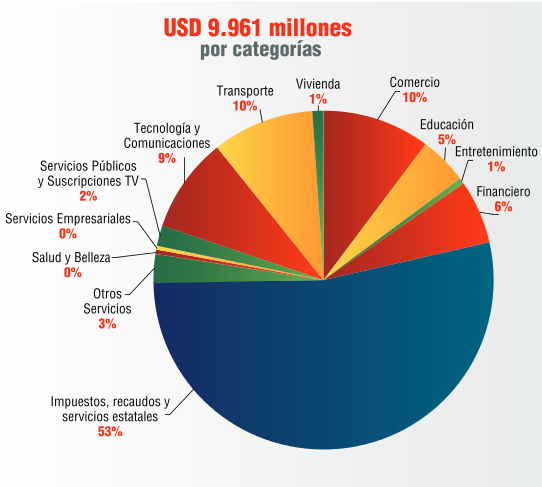 USD 9.961 millones
por categorías
Vivienda
1%
Comercio
10%
Educación
5%
Entretenimiento
1%
Financiero
6%
Transporte
10%
Tecnología y
Comunicaciones
9%
Servicios Públicos
y Suscripciones TV
2%
Servicios Empresariales
0%
Salud y Belleza
0%
Otros
Servicios
3%
Impuestos, recaudos y
servicios estatales
53%